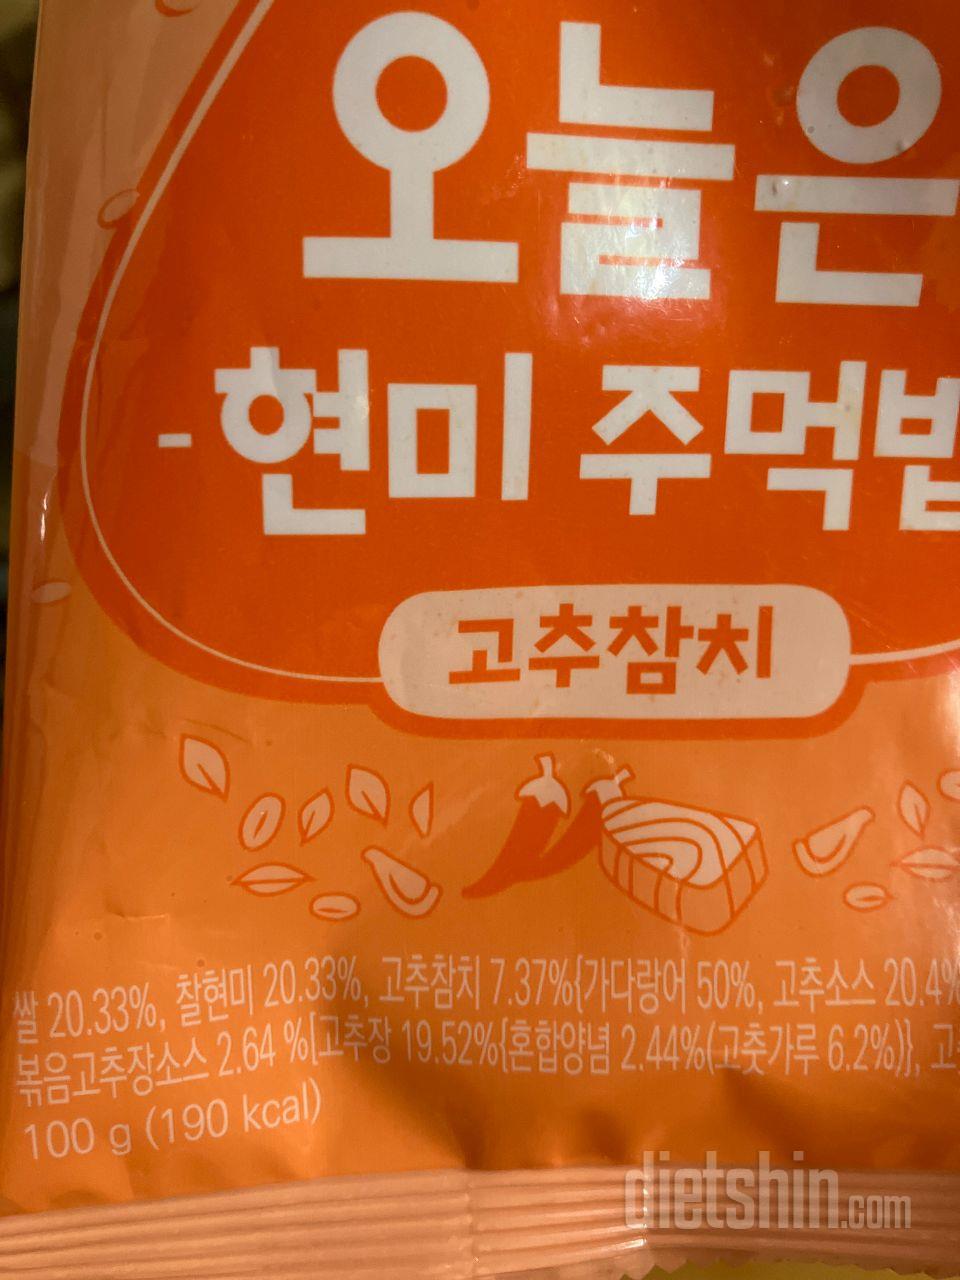 오늘은
-현미 주먹밥
고추참치
쌀 20.33%, 찰현미 20.33%, 고추참치 7.37%{가다랑어 50%, 고추소스 20.4%
볶음고추장소스 2.64 %[고추장 19.52%{혼합양념 2.44%(고춧가루 6.2%)},
100 g (190 kcal)
dietshin.com